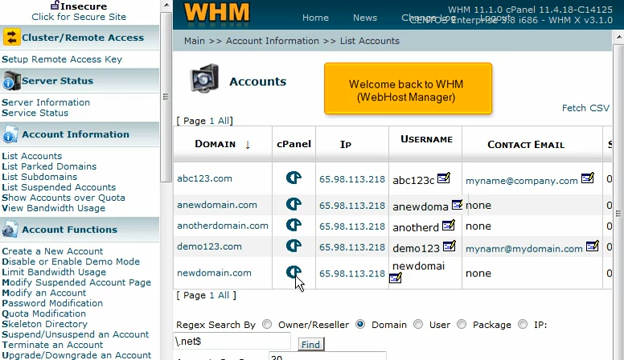 Insecure
Click for Secure Site
Cluster/Remote Access
Setup Remote Access Key
Server Status
Server Information
Service Status
Account Information
List Accounts
List Parked Domains
List Subdomains
List Suspended Accounts
Show Accounts over Quota
View Bandwidth Usage
Account Functions
Create a New Account
Disable or Enable Demo Mode
Limit Bandwidth Usage
Modify Suspended Account Page
Modify an Account
Password Modification
Quota Modification
Skeleton Directory
Suspend/Unsuspend an Account
Terminate an Account
Upgrade/Downgrade an Account
WHM
WHM 11.1.0 cPanel 11.4.18-C14125
Home News Change Log Logout
Enterprise i686 - WHM X v3.1.0
Main >> Account Information >> List Accounts
Accounts
Welcome back to WHM
(WebHost Manager)
Fetch CSV
[ Page 1 All]
DOMAIN ↓ cPanel IP USERNAME CONTACT EMAIL S
abc123.com 65.98.113.218 abc123c myname@company.com
anewdomain.com 65.98.113.218 anewdoma none
anotherdomain.com 65.98.113.218 anotherd none
demo123.com 65.98.113.218 demo123 mynamr@mydomain.com
newdomain.com 65.98.113.218 newdomai none
[ Page 1 All ]
Regex Search By Owner/Reseller Domain User Package IP:
\.net$ Find
30